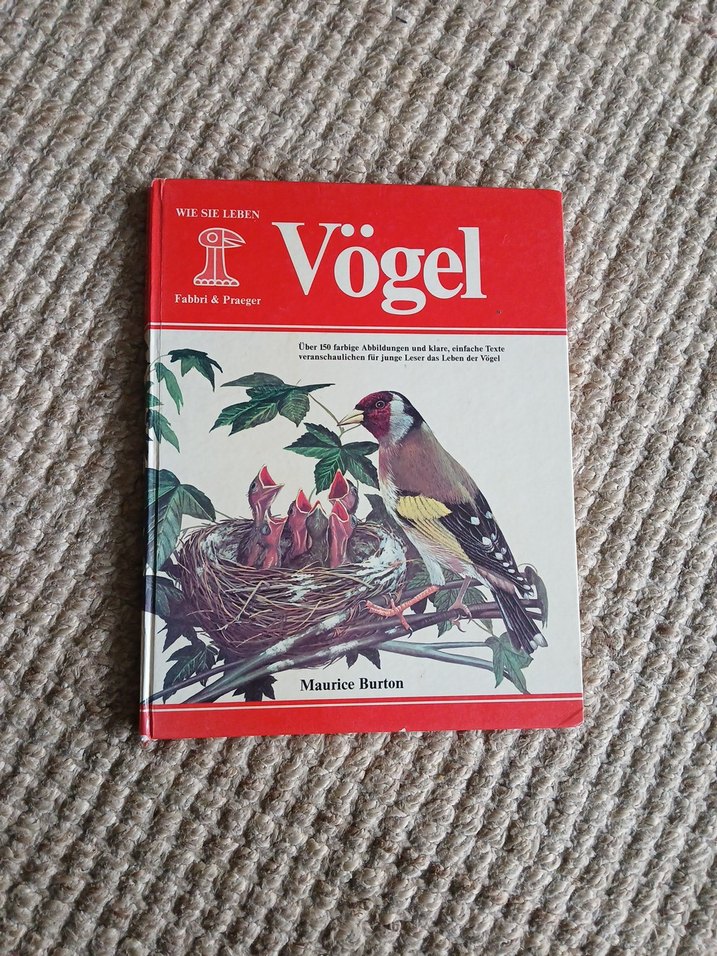 WIE SIE LEBEN
Vögel
Fabbri & Praeger
Über 150 farbige Abbildungen und klare, einfache Texte
veranschaulichen für junge Leser das Leben der Vögel
Maurice Burton